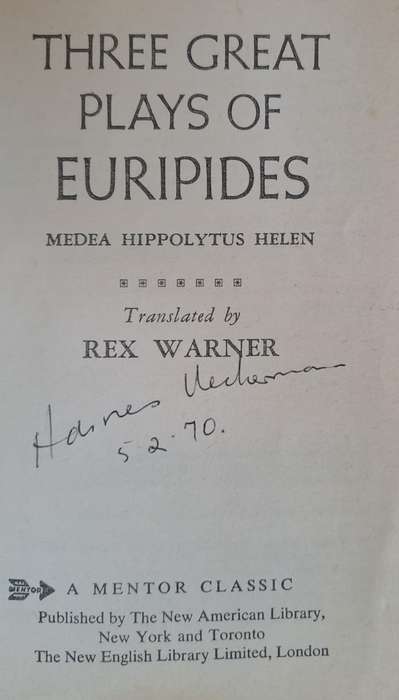 THREE GREAT
PLAYS OF
EURIPIDES
MEDEA HIPPOLYTUS HELEN
Translated by
REX WARNER
5.2.70.
MENTOR
A MENTOR CLASSIC
Published by The New American Library,
New York and Toronto
The New English Library Limited, London